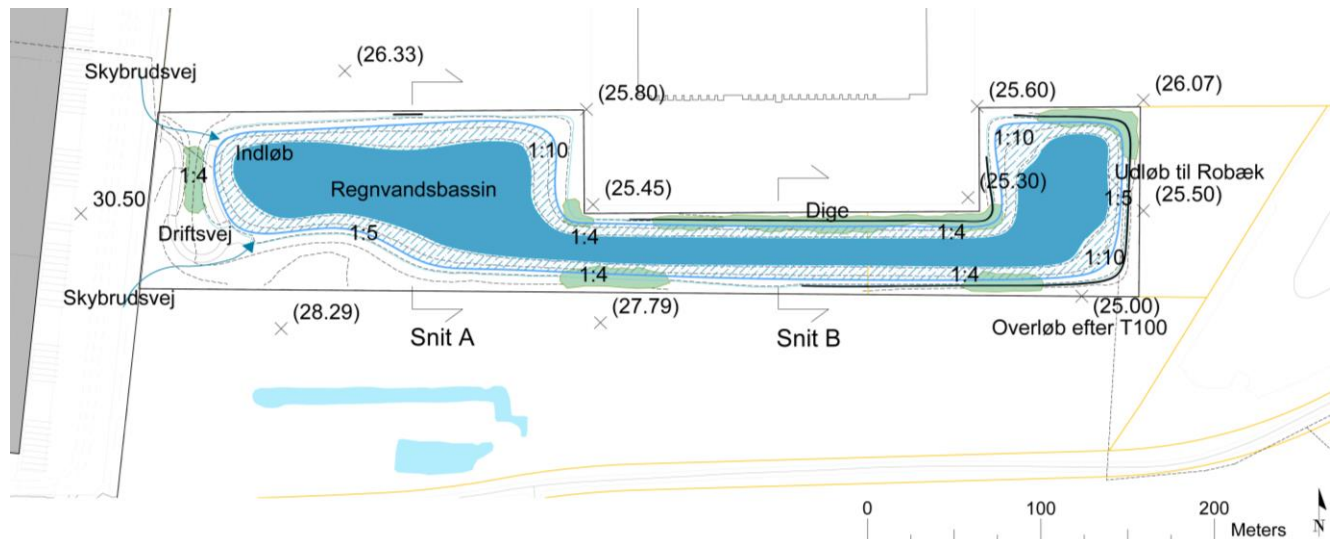 (26.33)
Skybrudsvej
(25.80)
(25.60)
(26.07)
1:10
1:10
Indløb
1:4
Regnvandsbassin
Udløb til Robæk
1:5
30.50
(25.45)
(25.30)
(25.50)
Dige
Driftsvej
1:5
1:4
1:4
1:10
1:4
1:4
Skybrudsvej
(28.29)
(27.79)
(25.00)
Snit A
Snit B
Overløb efter T100
0
100
200
Meters
N